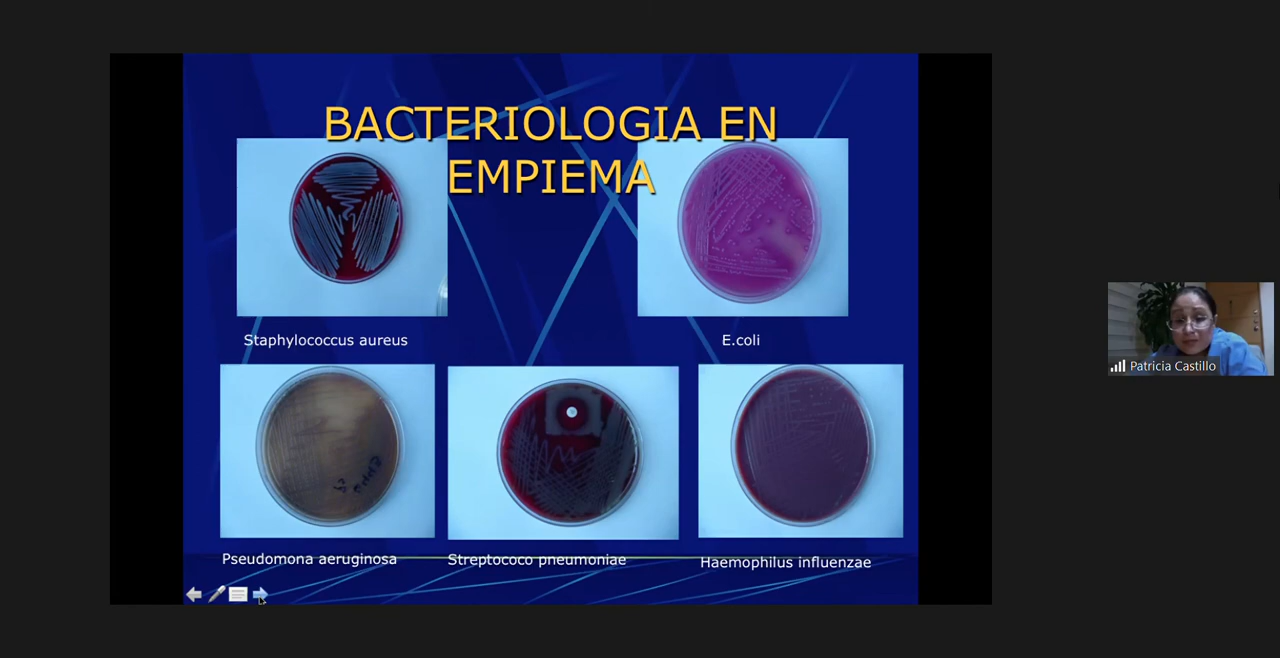 BACTERIOLOGIA EN
EMPIEMA
Staphylococcus aureus
E.coli
Pseudomona aeruginosa
Streptococo pneumoniae
Haemophilus influenzae
Patricia Castillo